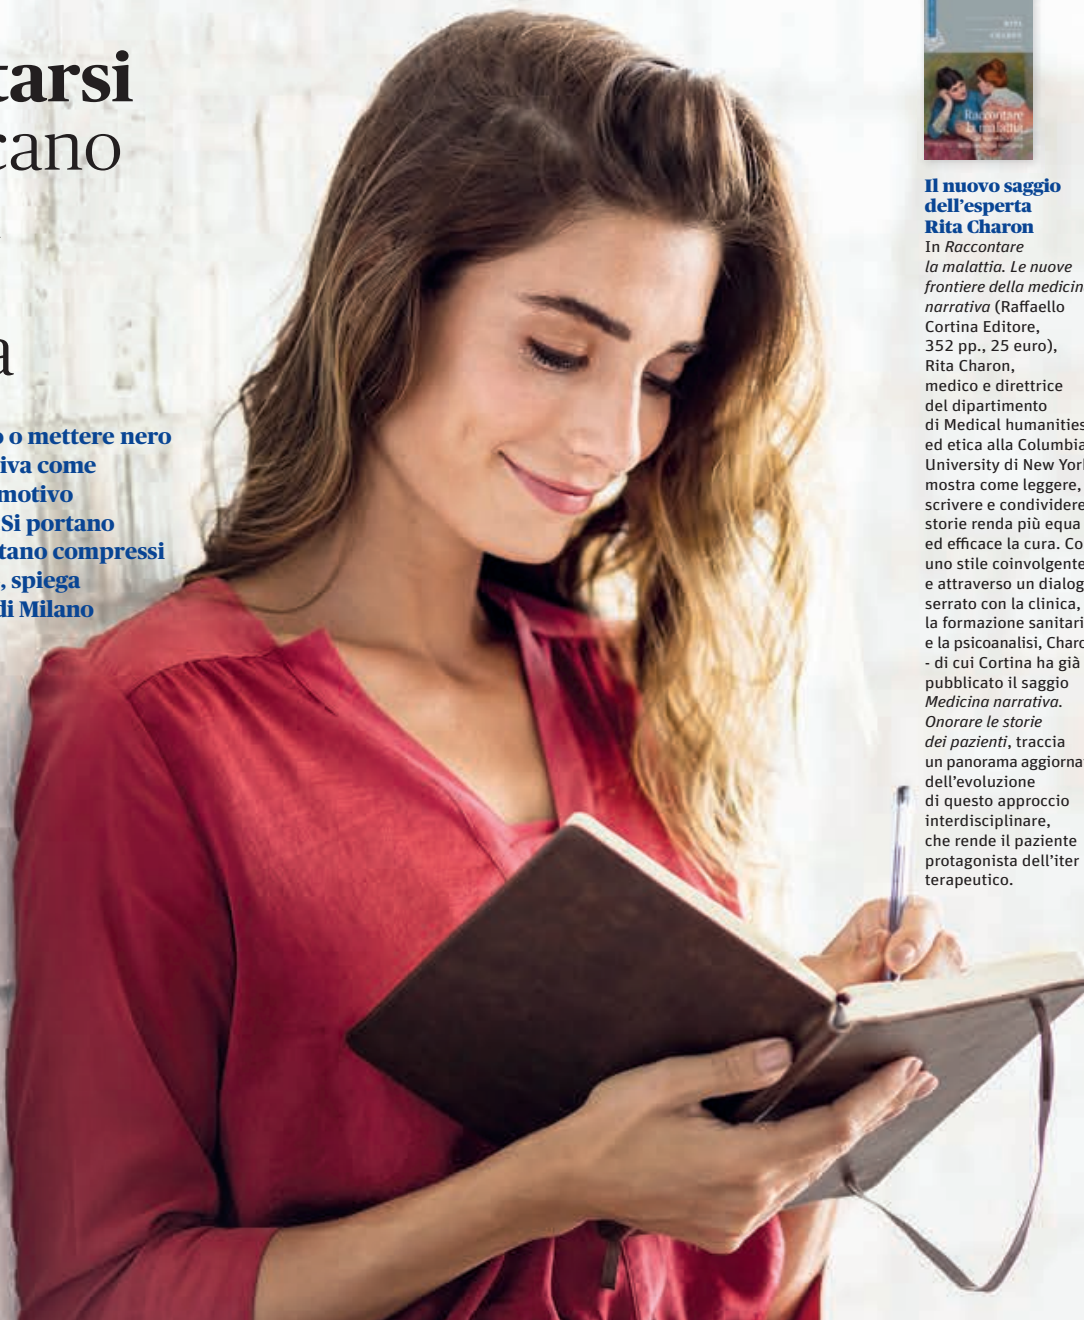 tarsi
cano
a
o mettere nero
iva come
motivo
Si portano
tano compressi
, spiega
di Milano
RITA
CHARON
Raccontare
la malattia
Il nuovo saggio
dell'esperta
Rita Charon
In Raccontare
la malattia. Le nuove
frontiere della medicin
narrativa (Raffaello
Cortina Editore,
352 pp., 25 euro),
Rita Charon,
medico e direttrice
del dipartimento
di Medical humanities
ed etica alla Columbia
University di New York
mostra come leggere,
scrivere e condividere
storie renda più equa
ed efficace la cura. Co
uno stile coinvolgente
e attraverso un dialog
serrato con la clinica,
la formazione sanitari
e la psicoanalisi, Charo
- di cui Cortina ha già
pubblicato il saggio
Medicina narrativa.
Onorare le storie
dei pazienti, traccia
un panorama aggiorna
dell'evoluzione
di questo approccio
interdisciplinare,
che rende il paziente
protagonista dell'iter
terapeutico.